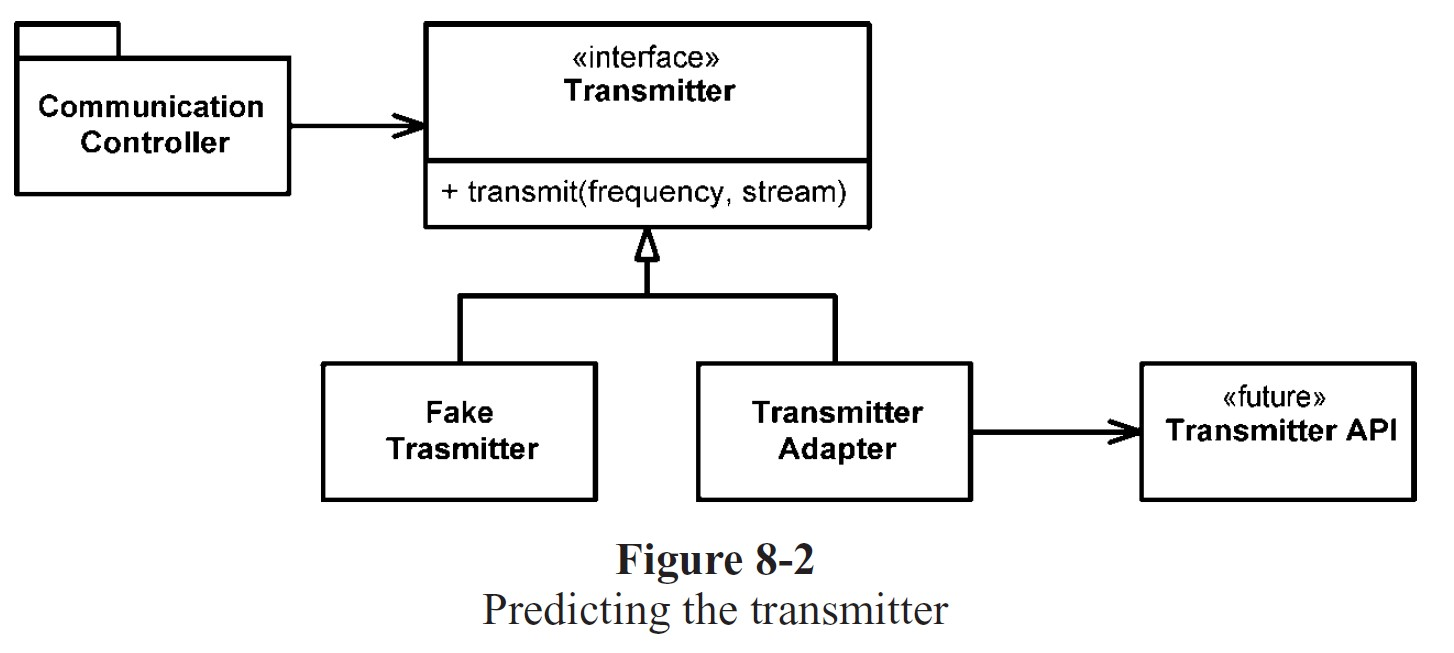 Communication
Controller
«interface»
Transmitter
+ transmit(frequency, stream)
Fake
Trasmitter
Transmitter
Adapter
«future»
Transmitter API
Figure 8-2
Predicting the transmitter